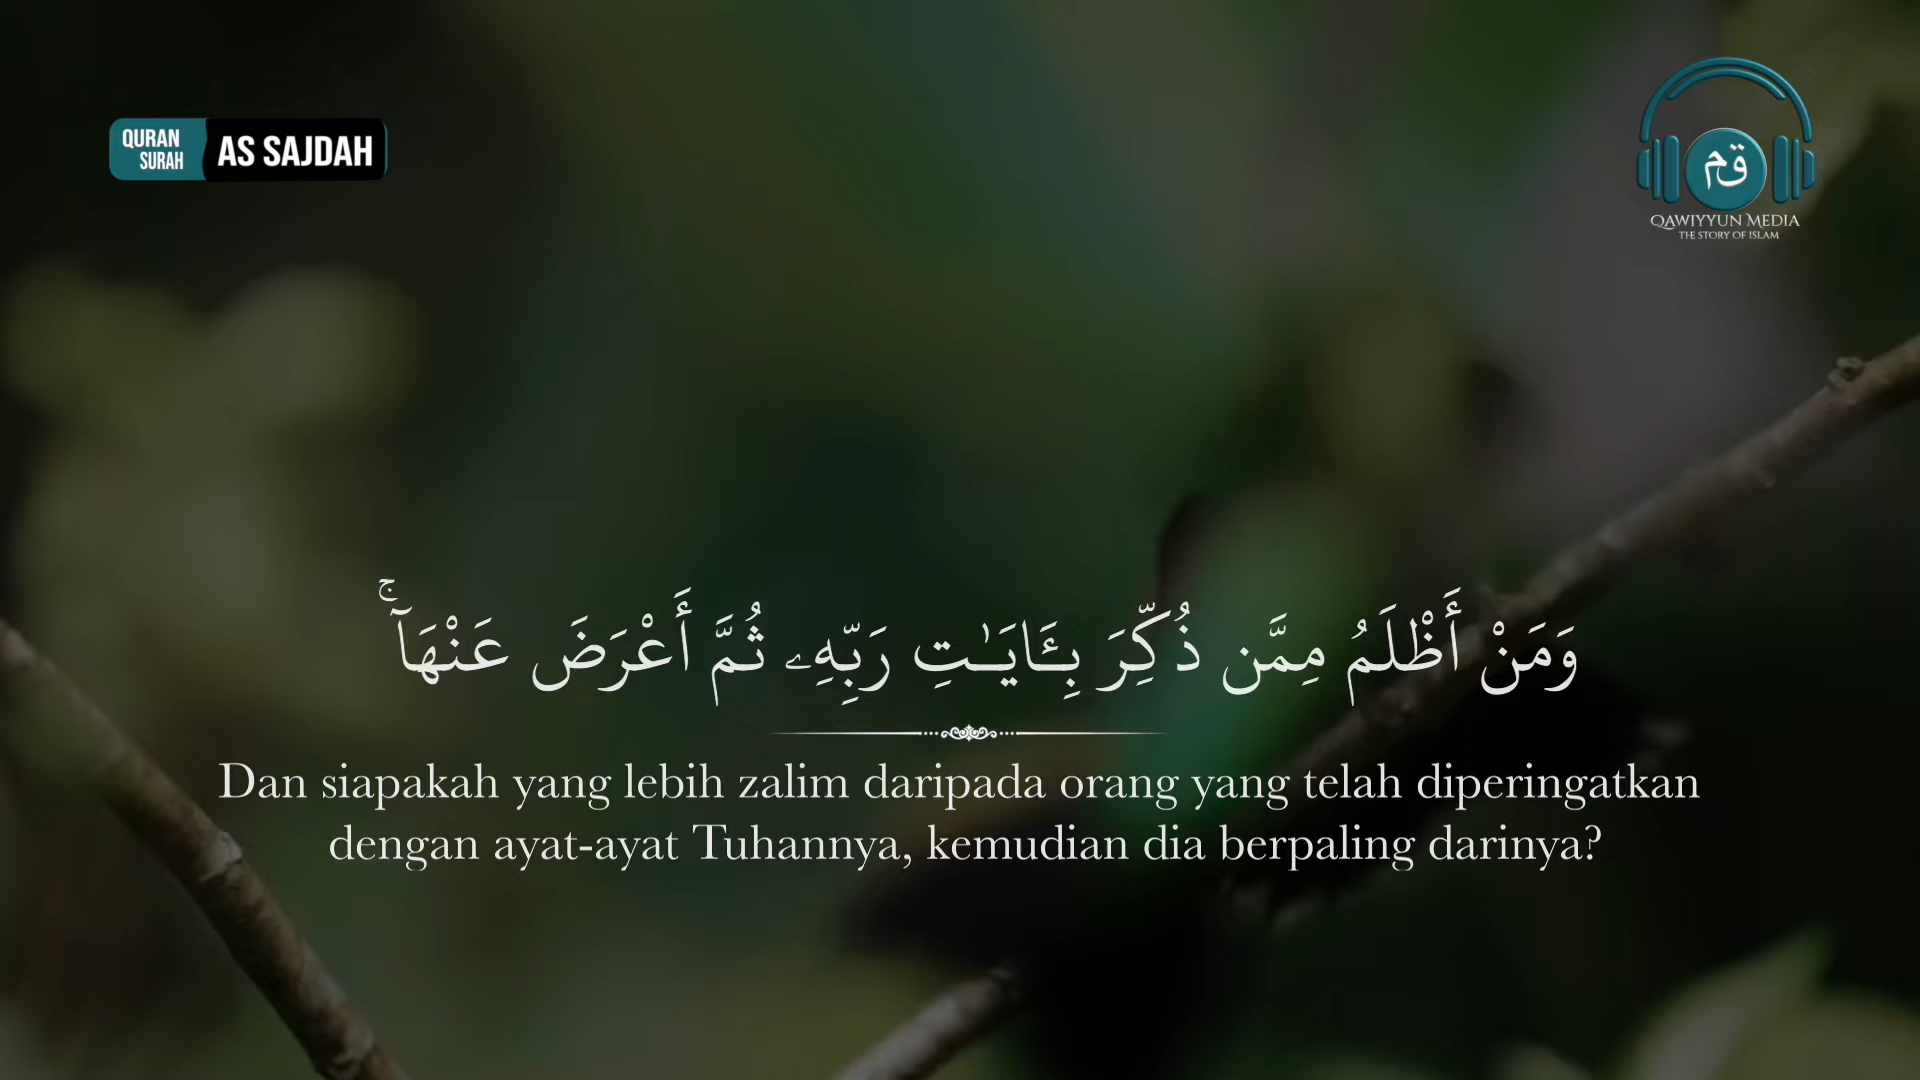 QURAN
SURAH
AS SAJDAH
قم
QAWIYYUN MEDIA
THE STORY OF ISLAM
وَمَنْ أَظْلَمُ مِمَّن ذُكِّرَ بِـَٔايَـٰتِ رَبِّهِۦ ثُمَّ أَعْرَضَ عَنْهَآ ۚ
Dan siapakah yang lebih zalim daripada orang yang telah diperingatkan
dengan ayat-ayat Tuhannya, kemudian dia berpaling darinya?